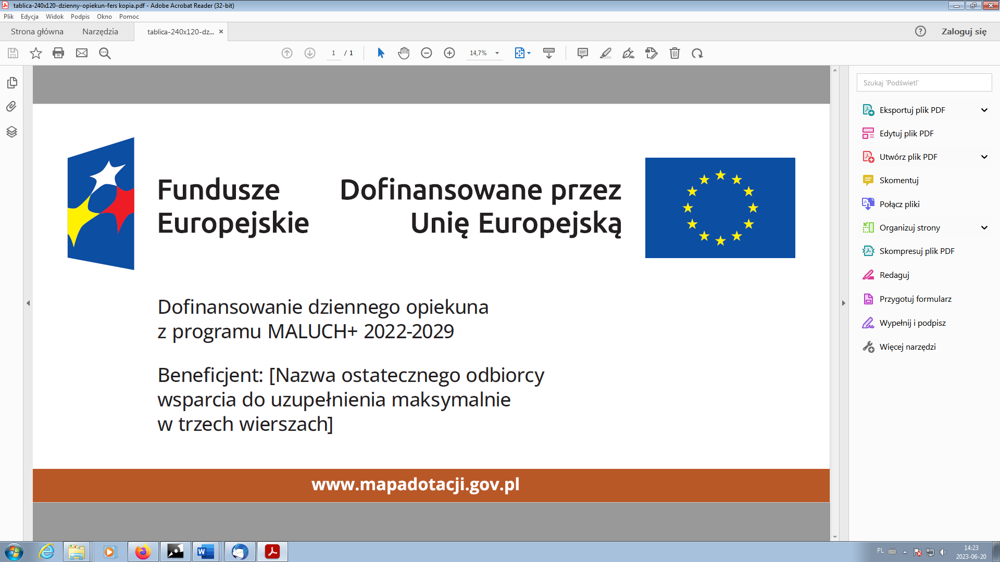 tablica-240x120-dzienny-opiekun-fers kopia.pdf - Adobe Acrobat Reader (32-bit)
Plik Edycja Widok Podpis Okno Pomoc
Strona główna Narzędzia tablica-240x120-dz... Zaloguj się
1 / 1 14,7%
Szukaj 'Podświetl'
Eksportuj plik PDF
Edytuj plik PDF
Utwórz plik PDF
Skomentuj
Połącz pliki
Organizuj strony
Skompresuj plik PDF
Redaguj
Przygotuj formularz
Wypełnij i podpisz
Więcej narzędzi
Fundusze
Europejskie
Dofinansowane przez
Unię Europejską
Dofinansowanie dziennego opiekuna
z programu MALUCH+ 2022-2029
Beneficjent: [Nazwa ostatecznego odbiorcy
wsparcia do uzupełnienia maksymalnie
w trzech wierszach]
www.mapadotacji.gov.pl
PL
14:23
2023-06-20